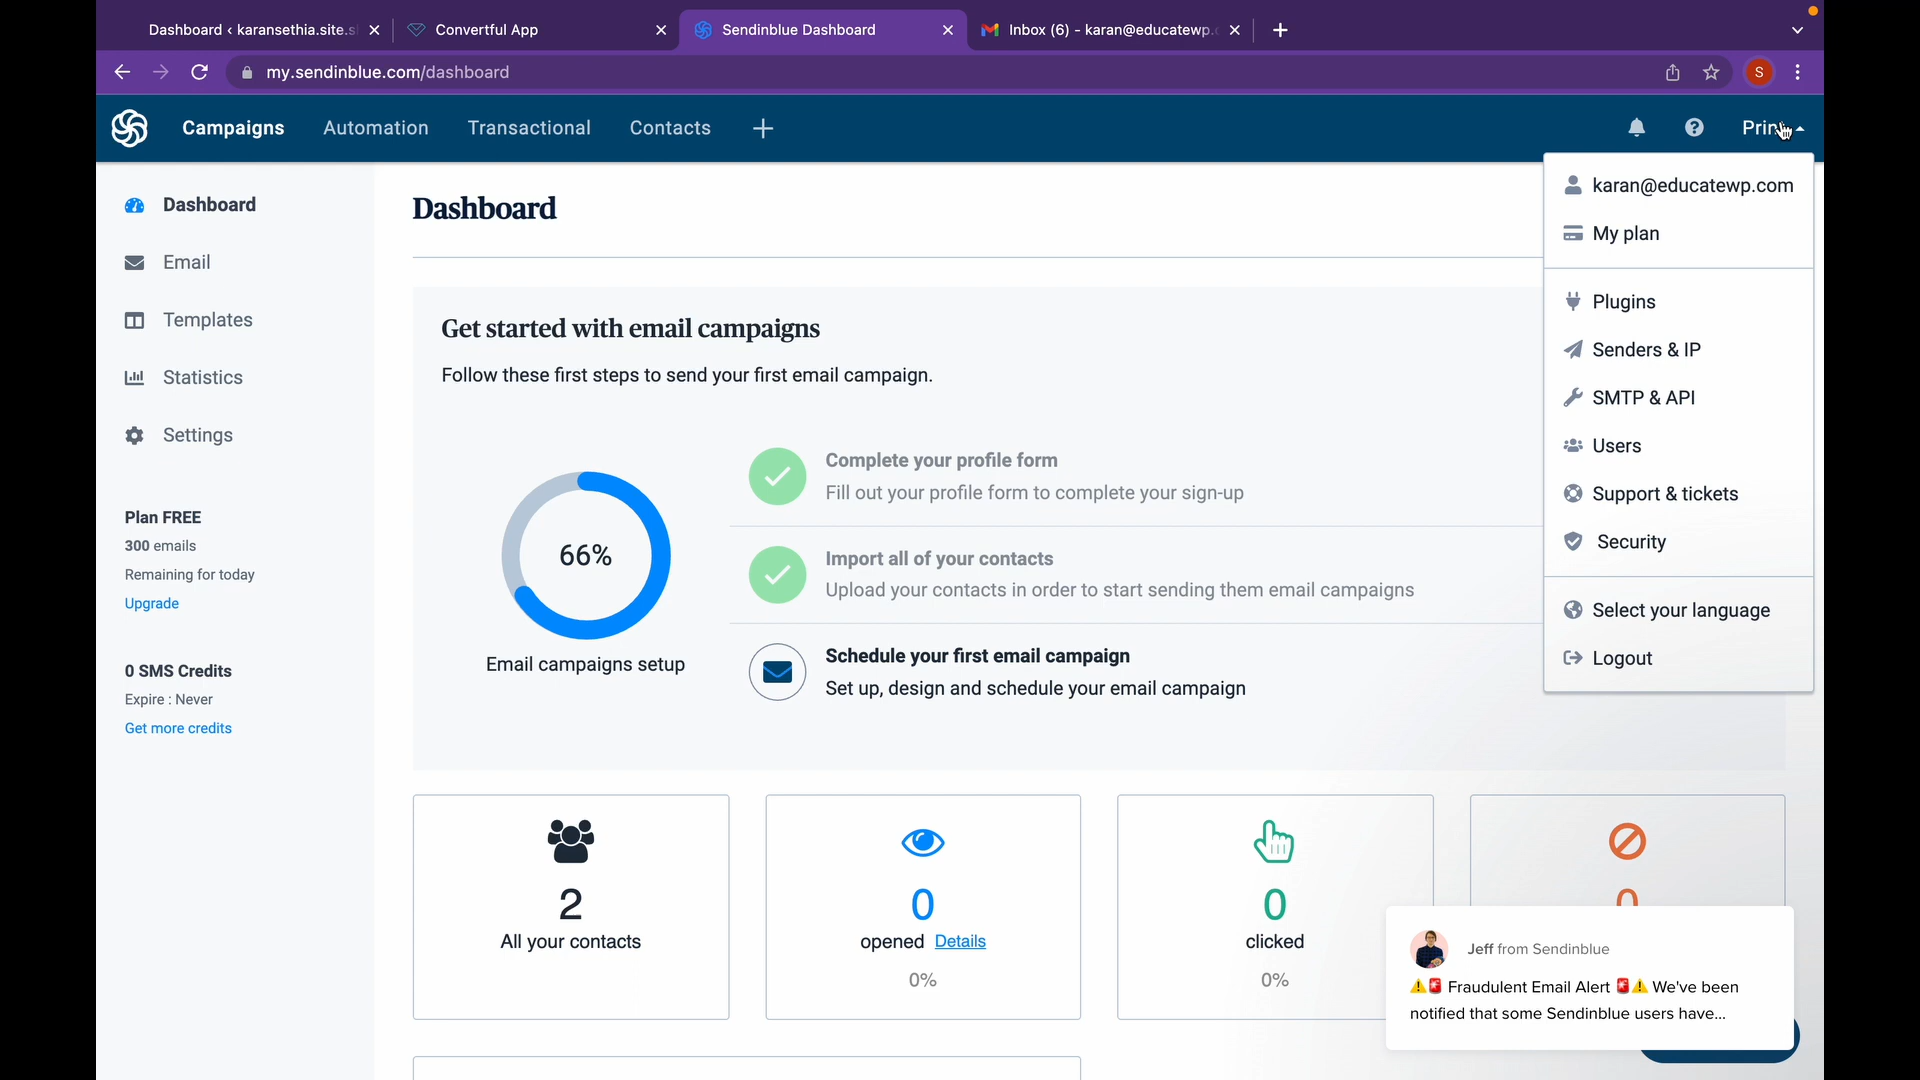 Dashboard ‹ karansethia.site.s
Convertful App
Sendinblue Dashboard
Inbox (6) - karan@educatewp.c
my.sendinblue.com/dashboard
S
Campaigns
Automation
Transactional
Contacts
karan@educatewp.com
My plan
Plugins
Senders & IP
SMTP & API
Users
Support & tickets
Security
Select your language
Logout
Dashboard
Email
Templates
Statistics
Settings
Plan FREE
300 emails
Remaining for today
Upgrade
0 SMS Credits
Expire : Never
Get more credits
Dashboard
Get started with email campaigns
Follow these first steps to send your first email campaign.
66%
Email campaigns setup
Complete your profile form
Fill out your profile form to complete your sign-up
Import all of your contacts
Upload your contacts in order to start sending them email campaigns
Schedule your first email campaign
Set up, design and schedule your email campaign
2
All your contacts
0
opened Details
0%
0
clicked
0%
0
Jeff from Sendinblue
⚠️🚨 Fraudulent Email Alert 🚨⚠️ We've been
notified that some Sendinblue users have...